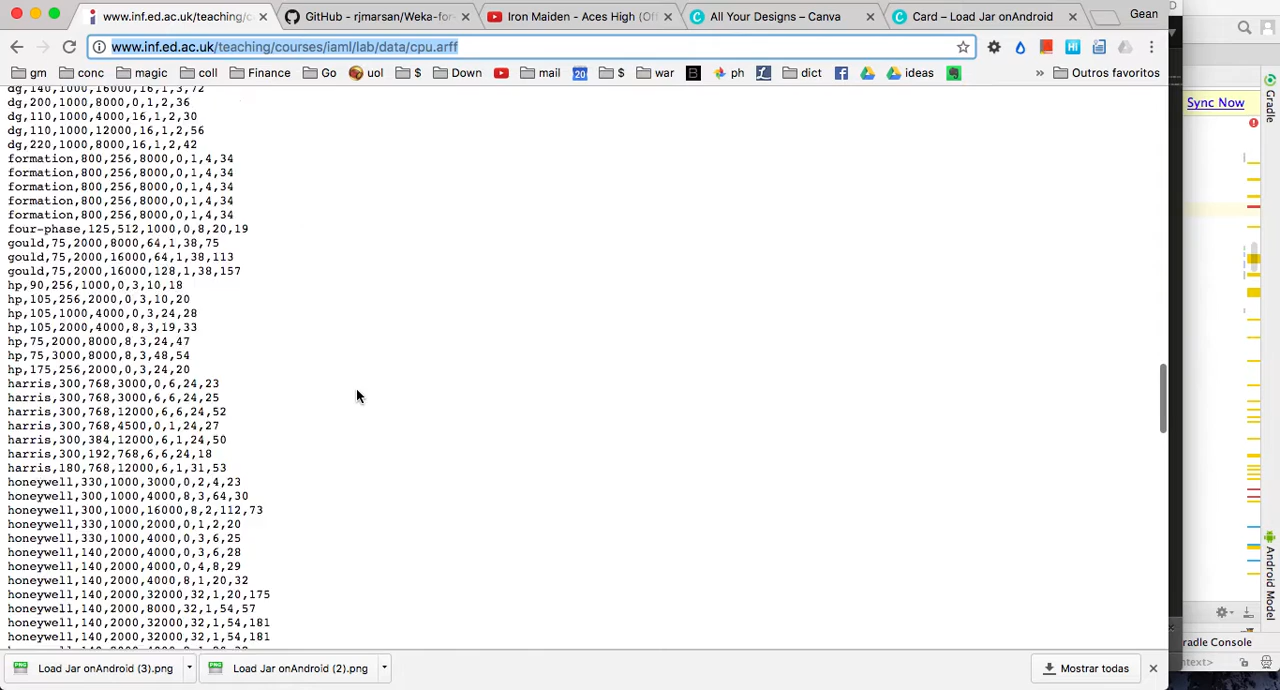 www.inf.ed.ac.uk/teaching/c
GitHub - rjmarsan/Weka-for
Iron Maiden - Aces High (Of
All Your Designs – Canva
Card – Load Jar onAndroid
Gean
www.inf.ed.ac.uk/teaching/courses/iaml/lab/data/cpu.arff
gm conc magic coll Finance Go uol $ Down mail 20 $ war B ph dict ideas » Outros favoritos
dg,140,1000,16000,16,1,3,72
dg,200,1000,8000,0,1,2,36
dg,110,1000,4000,16,1,2,30
dg,110,1000,12000,16,1,2,56
dg,220,1000,8000,16,1,2,42
formation,800,256,8000,0,1,4,34
formation,800,256,8000,0,1,4,34
formation,800,256,8000,0,1,4,34
formation,800,256,8000,0,1,4,34
formation,800,256,8000,0,1,4,34
four-phase,125,512,1000,0,8,20,19
gould,75,2000,8000,64,1,38,75
gould,75,2000,16000,64,1,38,113
gould,75,2000,16000,128,1,38,157
hp,90,256,1000,0,3,10,18
hp,105,256,2000,0,3,10,20
hp,105,1000,4000,0,3,24,28
hp,105,2000,4000,8,3,19,33
hp,75,2000,8000,8,3,24,47
hp,75,3000,8000,8,3,48,54
hp,175,256,2000,0,3,24,20
harris,300,768,3000,0,6,24,23
harris,300,768,3000,6,6,24,25
harris,300,768,12000,6,6,24,52
harris,300,768,4500,0,1,24,27
harris,300,384,12000,6,1,24,50
harris,300,192,768,6,6,24,18
harris,180,768,12000,6,1,31,53
honeywell,330,1000,3000,0,2,4,23
honeywell,300,1000,4000,8,3,64,30
honeywell,300,1000,16000,8,2,112,73
honeywell,330,1000,2000,0,1,2,20
honeywell,330,1000,4000,0,3,6,25
honeywell,140,2000,4000,0,3,6,28
honeywell,140,2000,4000,0,4,8,29
honeywell,140,2000,4000,8,1,20,32
honeywell,140,2000,32000,32,1,20,175
honeywell,140,2000,8000,32,1,54,57
honeywell,140,2000,32000,32,1,54,181
honeywell,140,2000,32000,32,1,54,181
Load Jar onAndroid (3).png
Load Jar onAndroid (2).png
Mostrar todas
Sync Now
Gradle
Android Model
radle Console
ntext>